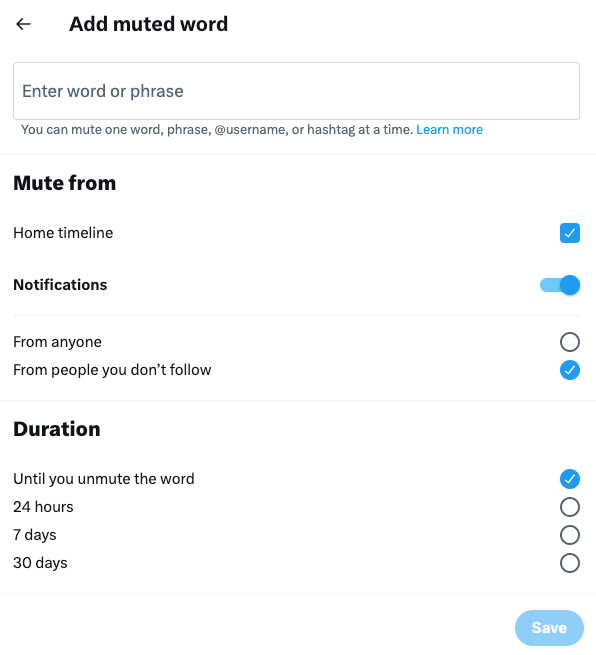 Add muted word
Enter word or phrase
You can mute one word, phrase, @username, or hashtag at a time. Learn more
Mute from
Home timeline
Notifications
From anyone
From people you don’t follow
Duration
Until you unmute the word
24 hours
7 days
30 days
Save